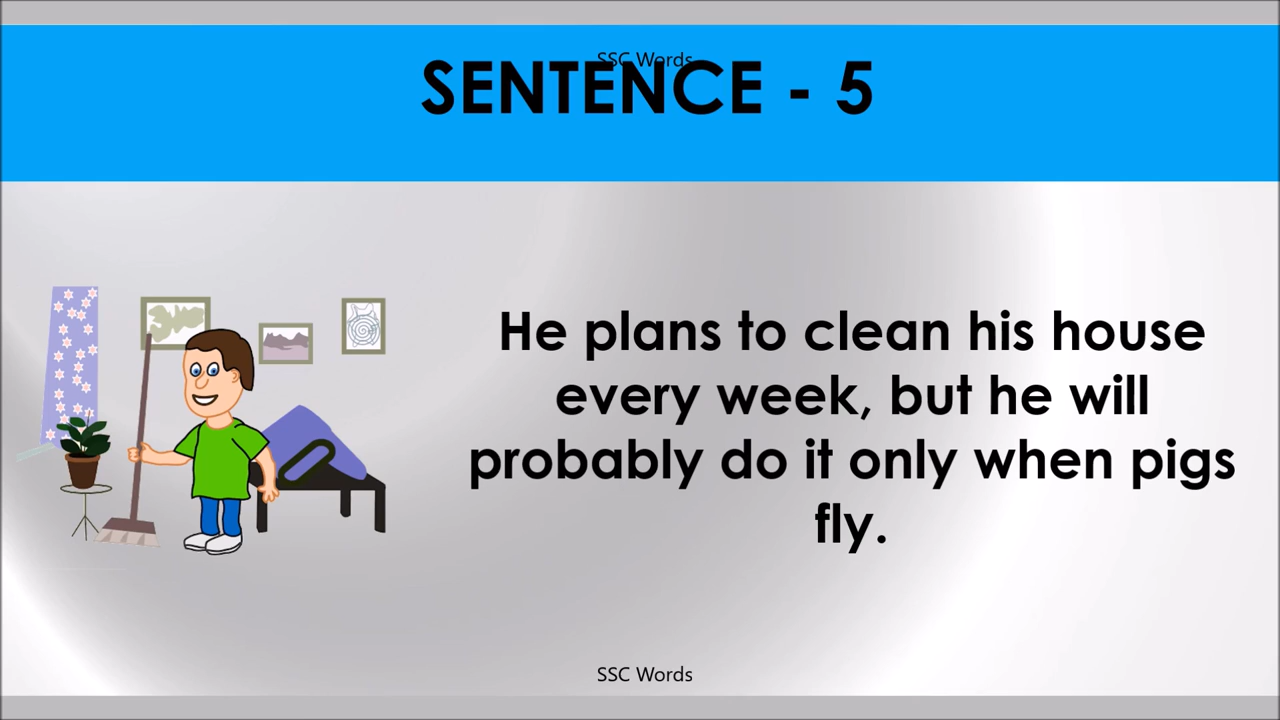 SSC Words
SENTENCE - 5
He plans to clean his house
every week, but he will
probably do it only when pigs
fly.
SSC Words